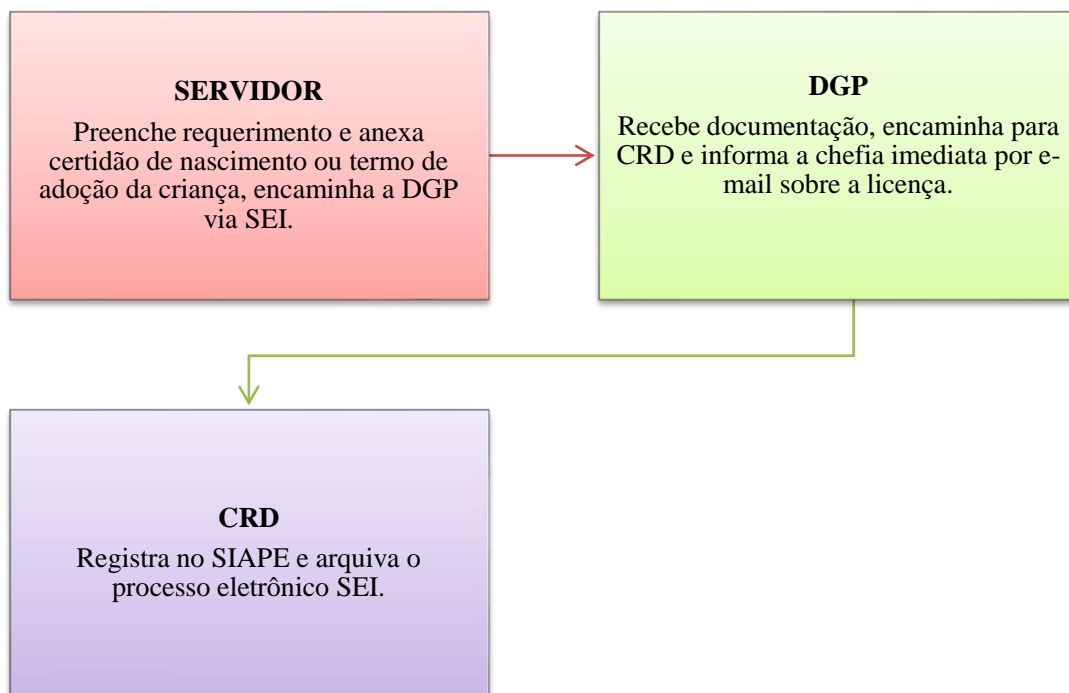 SERVIDOR
Preenche requerimento e anexa
certidão de nascimento ou termo de
adoção da criança, encaminha a DGP
via SEI.
DGP
Recebe documentação, encaminha para
CRD e informa a chefia imediata por e-
mail sobre a licença.
CRD
Registra no SIAPE e arquiva o
processo eletrônico SEI.